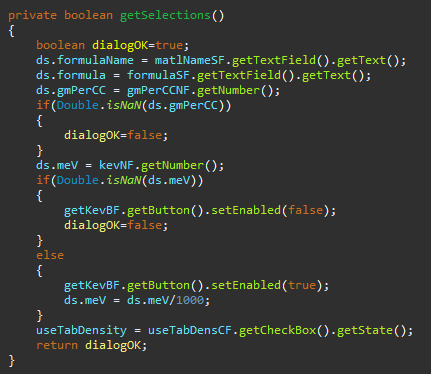 private boolean getSelections()
{
    boolean dialogOK=true;
    ds.formulaName = matlNameSF.getTextField().getText();
    ds.formula = formulaSF.getTextField().getText();
    ds.gmPerCC = gmPerCCNF.getNumber();
    if(Double.isNaN(ds.gmPerCC))
    {
        dialogOK=false;
    }
    ds.meV = kevNF.getNumber();
    if(Double.isNaN(ds.meV))
    {
        getKevBF.getButton().setEnabled(false);
        dialogOK=false;
    }
    else
    {
        getKevBF.getButton().setEnabled(true);
        ds.meV = ds.meV/1000;
    }
    useTabDensity = useTabDensCF.getCheckBox().getState();
    return dialogOK;
}